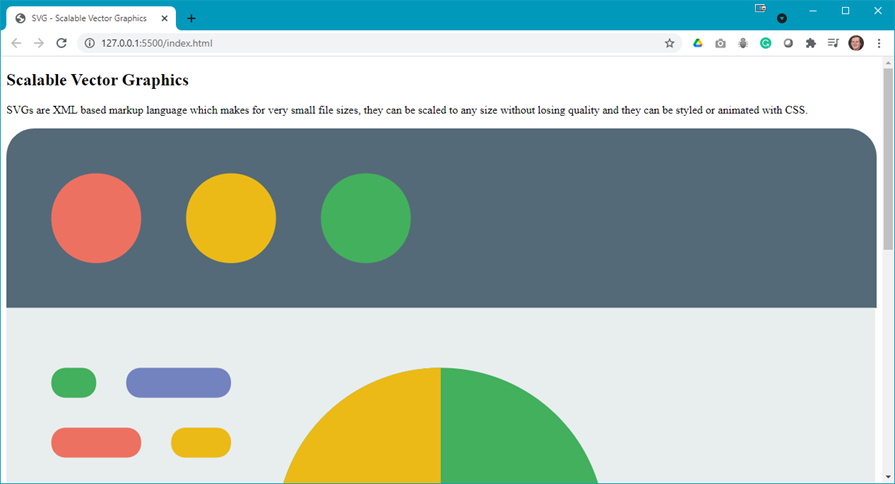 SVG - Scalable Vector Graphics
127.0.0.1:5500/index.html
Scalable Vector Graphics
SVGs are XML based markup language which makes for very small file sizes, they can be scaled to any size without losing quality and they can be styled or animated with CSS.